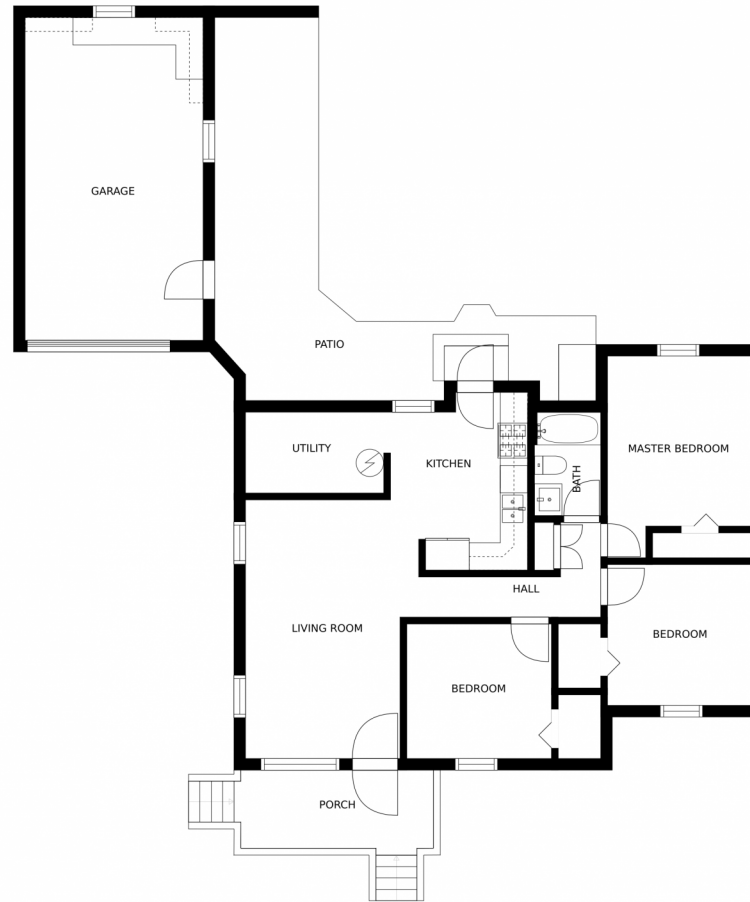 GARAGE
PATIO
UTILITY
KITCHEN
BATH
MASTER BEDROOM
HALL
LIVING ROOM
BEDROOM
BEDROOM
PORCH